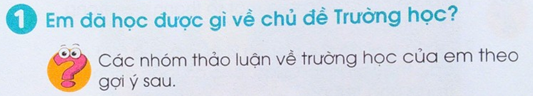 1 Em đã học được gì về chủ đề Trường học?
Các nhóm thảo luận về trường học của em theo
gợi ý sau.